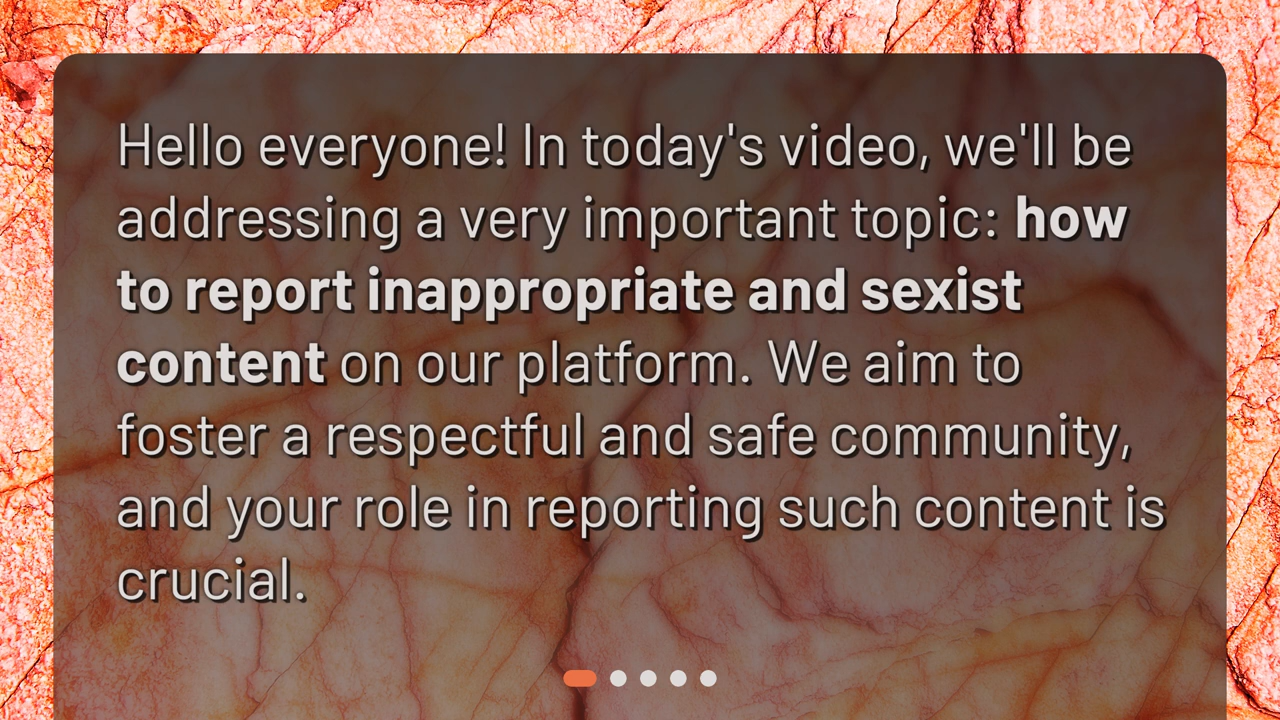 Hello everyone! In today's video, we'll be
addressing a very important topic: how
to report inappropriate and sexist
content on our platform. We aim to
foster a respectful and safe community,
and your role in reporting such content is
crucial.